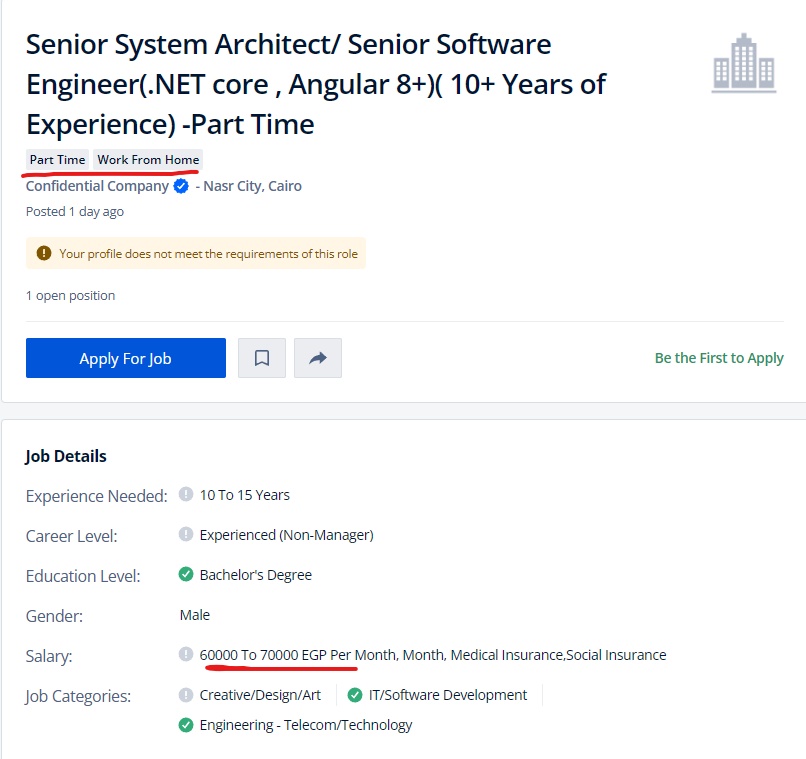 Senior System Architect/ Senior Software
Engineer(.NET core , Angular 8+)( 10+ Years of
Experience) -Part Time
Part Time Work From Home
Confidential Company - Nasr City, Cairo
Posted 1 day ago
Your profile does not meet the requirements of this role
1 open position
Apply For Job
Be the First to Apply
Job Details
Experience Needed: 10 To 15 Years
Career Level: Experienced (Non-Manager)
Education Level: Bachelor's Degree
Gender: Male
Salary: 60000 To 70000 EGP Per Month, Month, Medical Insurance,Social Insurance
Job Categories: Creative/Design/Art IT/Software Development
Engineering - Telecom/Technology